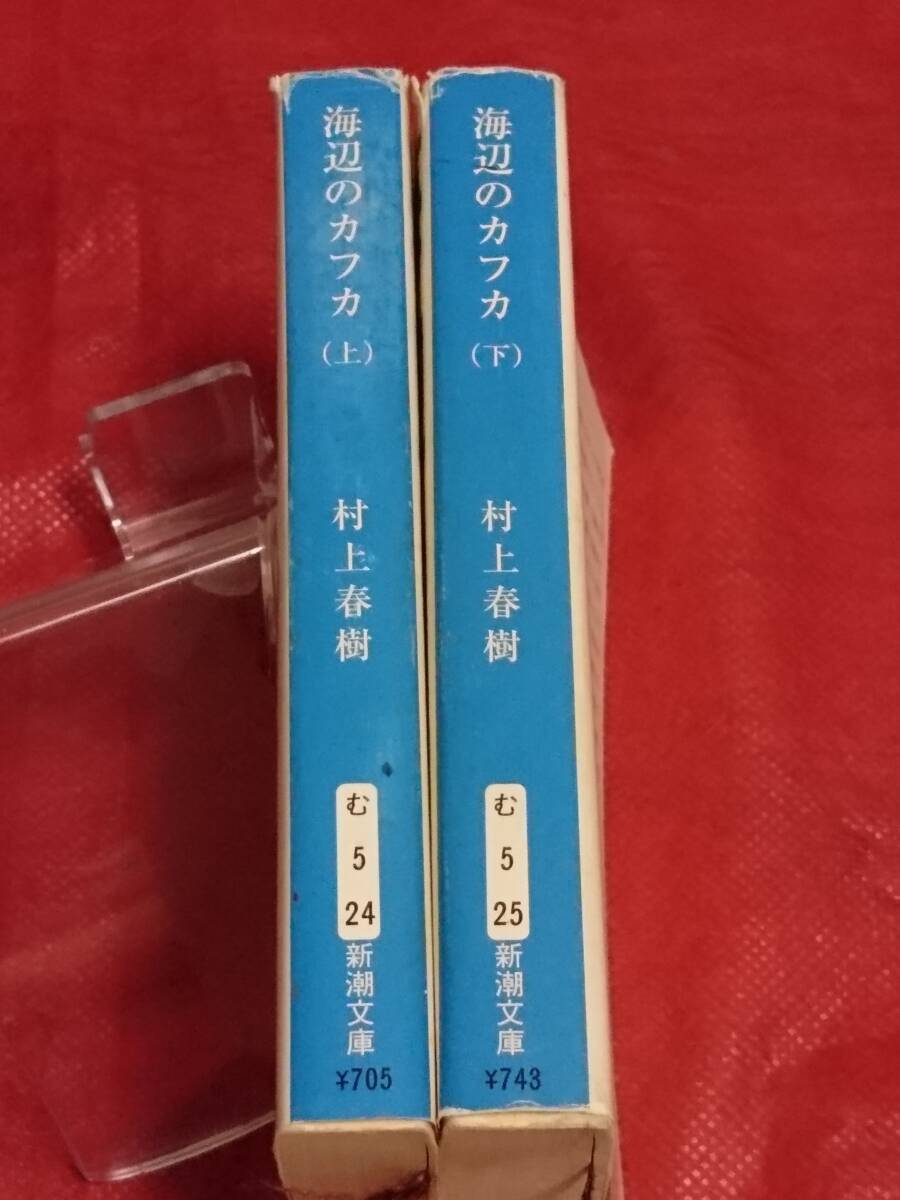 海辺のカフカ(上)
村上春樹
む
5
24
新潮文庫
¥705
海辺のカフカ(下)
村上春樹
む
5
25
新潮文庫
¥743